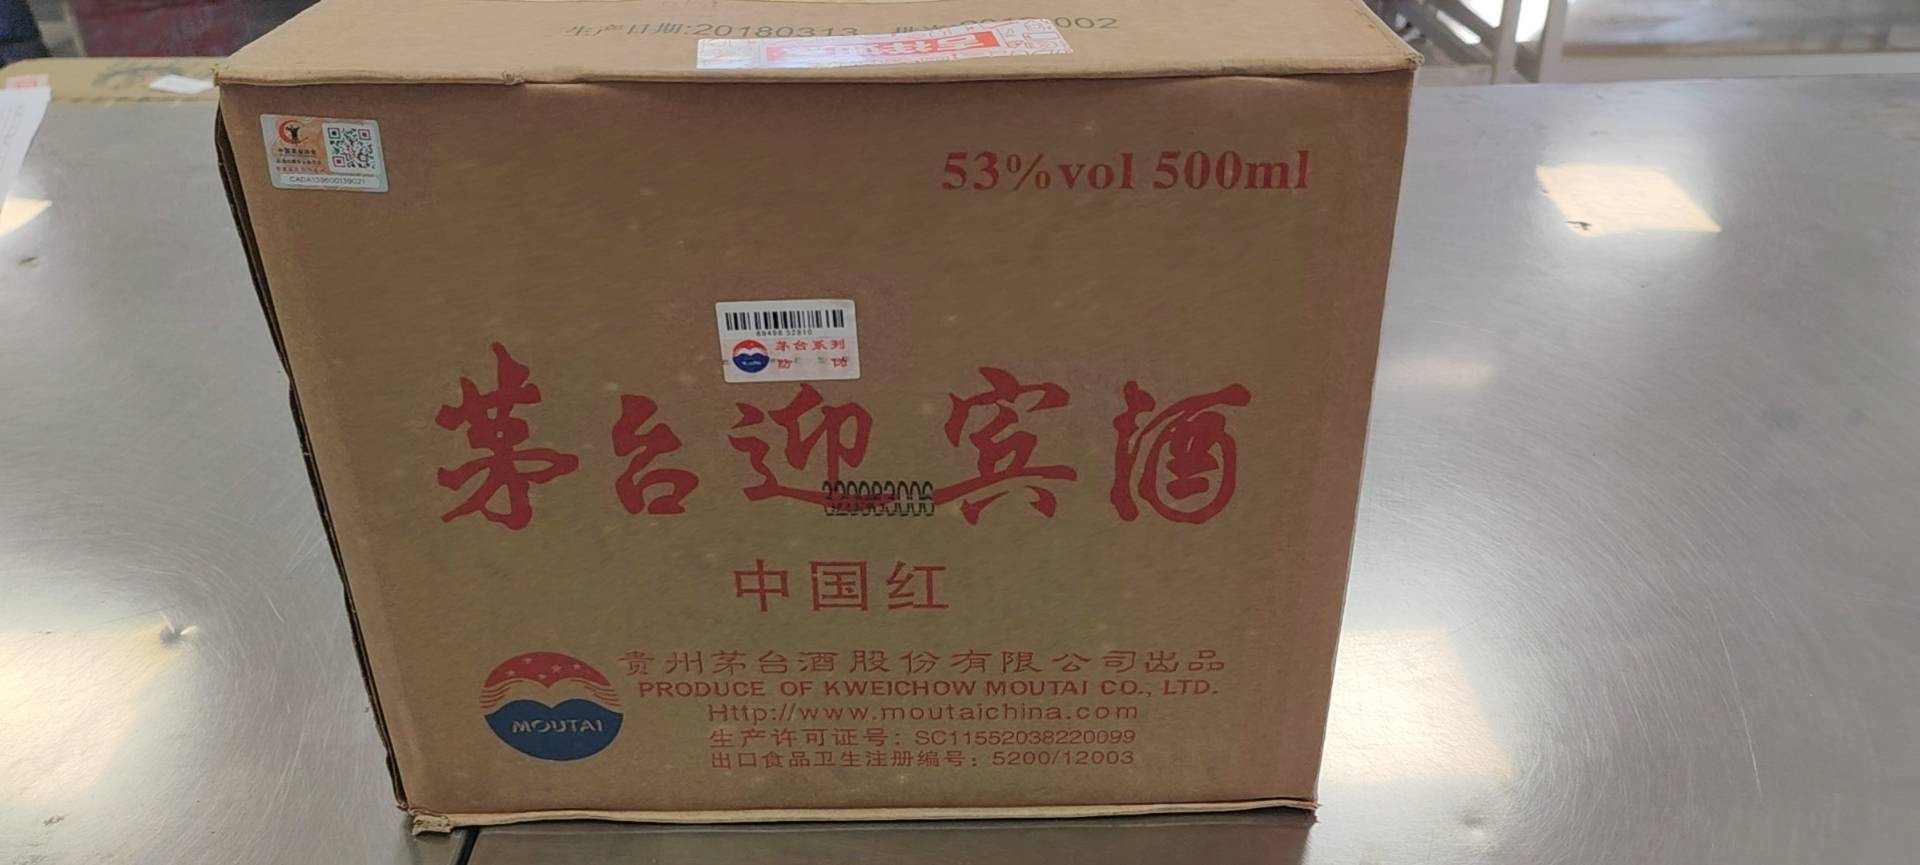 生产日期:20180313
53%vol 500ml
CADA139600139021
茅台系列
茅台迎宾酒
320983006
中国红
贵州茅台酒股份有限公司出品
PRODUCE OF KWEICHOW MOUTAI CO., LTD.
Http://www.moutaichina.com
MOUTAI
生产许可证号：SC11552038220099
出口食品卫生注册编号：5200/12003